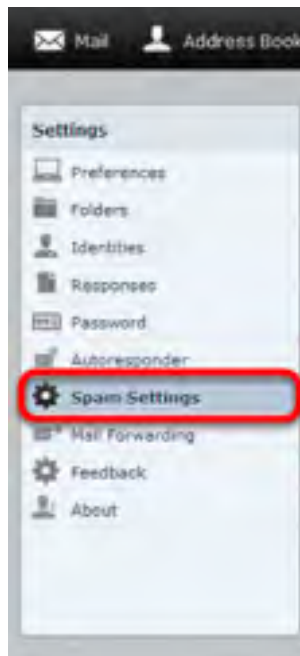 Mail Address Book
Settings
Preferences
Folders
Identities
Responses
Password
Autoresponder
Spam Settings
Mail Forwarding
Feedback
About